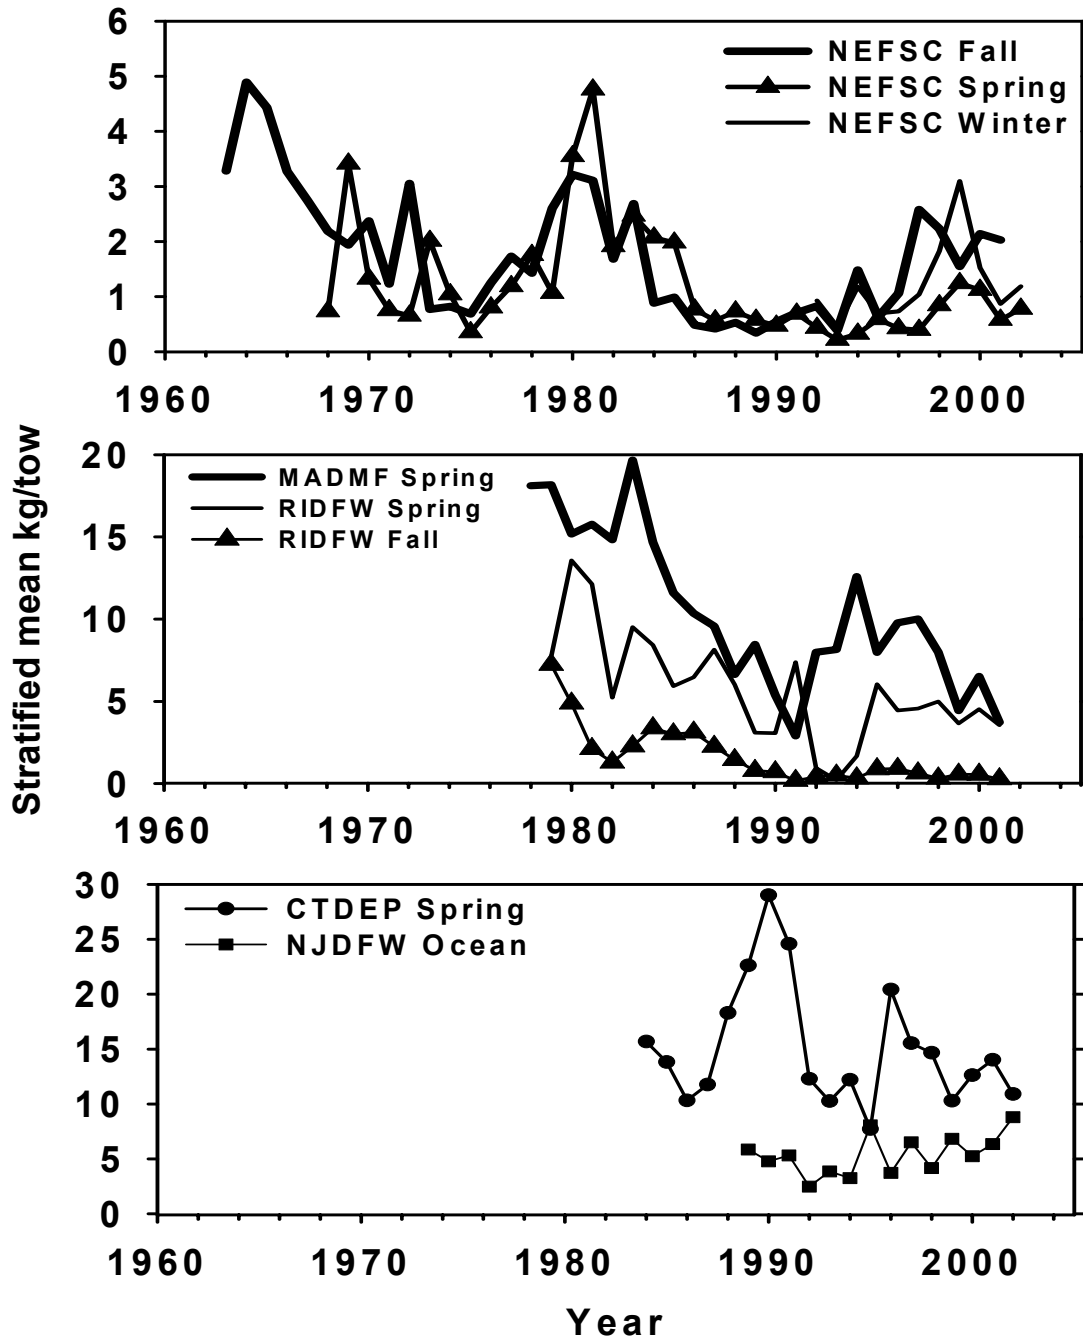 6
5
4
3
2
1
0
NEFSC Fall
NEFSC Spring
NEFSC Winter
1960 1970 1980 1990 2000
Stratified mean kg/tow
20
15
10
5
0
MADMF Spring
RIDFW Spring
RIDFW Fall
1960 1970 1980 1990 2000
30
25
20
15
10
5
0
CTDEP Spring
NJDFW Ocean
1960 1970 1980 1990 2000
Year